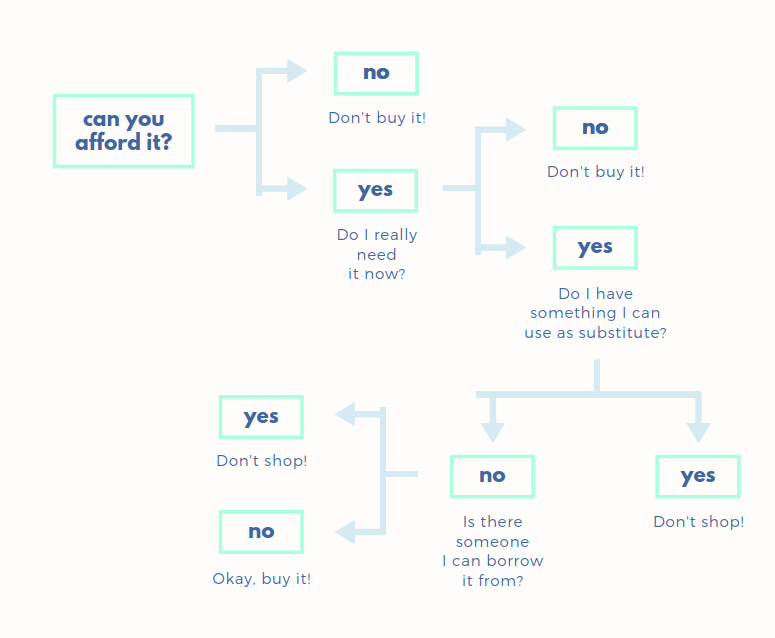 can you
afford it?
no
Don't buy it!
yes
Do I really
need
it now?
no
Don't buy it!
yes
Do I have
something I can
use as substitute?
no
Is there
someone
I can borrow
it from?
yes
Don't shop!
yes
Don't shop!
no
Okay, buy it!